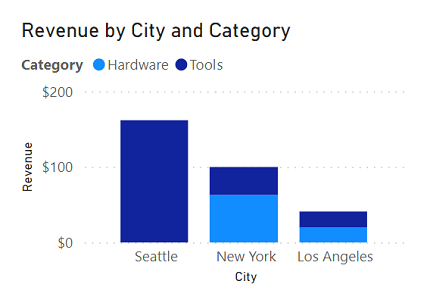 Revenue by City and Category
Category Hardware Tools
$200
$100
$0
Revenue
Seattle New York Los Angeles
City